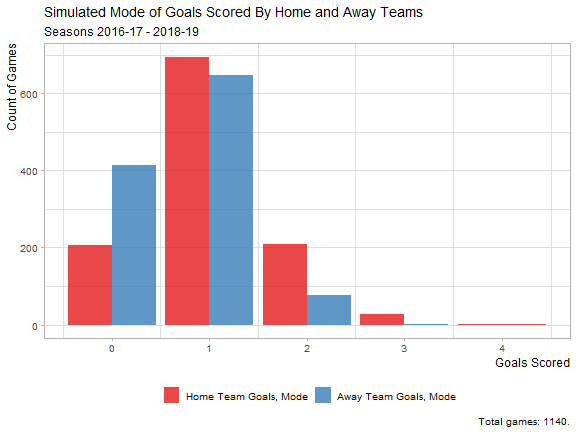 Simulated Mode of Goals Scored By Home and Away Teams
Seasons 2016-17 - 2018-19
Count of Games
600
400
200
0
0 1 2 3 4
Goals Scored
Home Team Goals, Mode Away Team Goals, Mode
Total games: 1140.